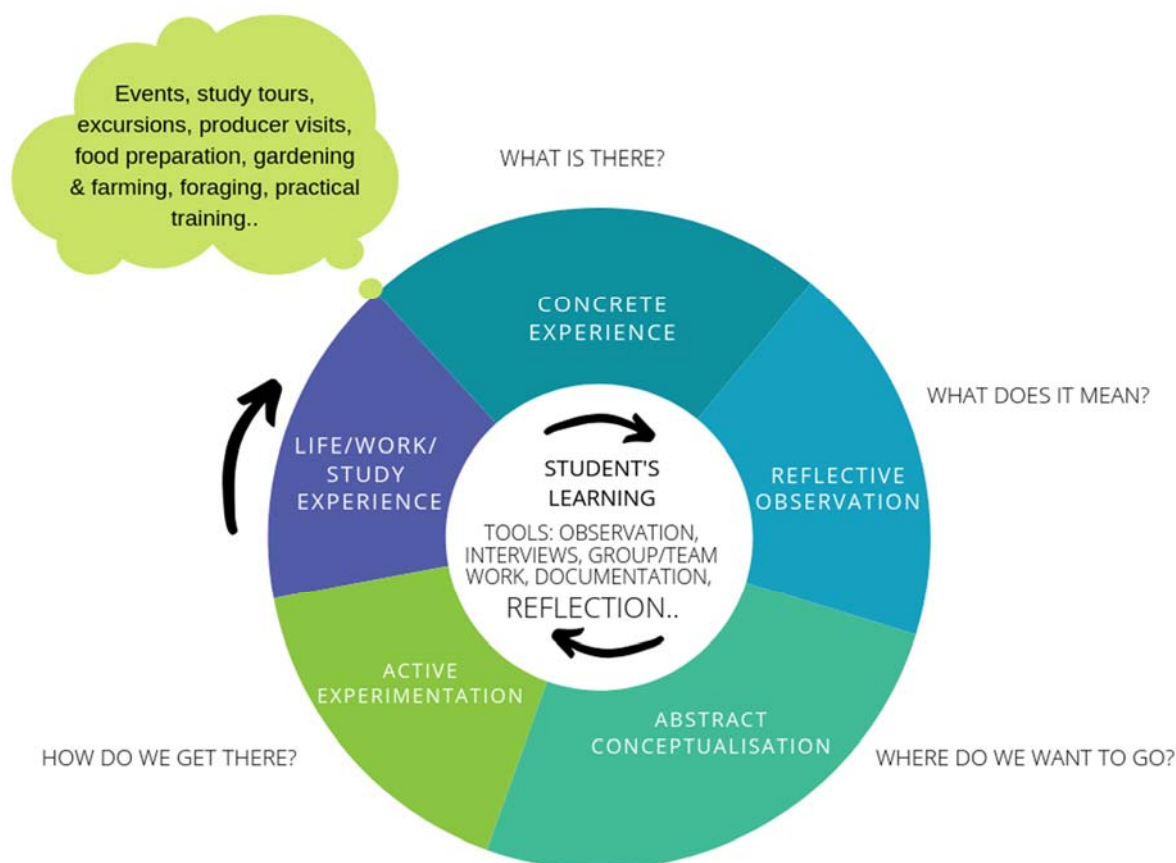 Events, study tours,
excursions, producer visits,
food preparation, gardening
& farming, foraging, practical
training..
WHAT IS THERE?
CONCRETE
EXPERIENCE
WHAT DOES IT MEAN?
REFLECTIVE
OBSERVATION
LIFE/WORK/
STUDY
EXPERIENCE
STUDENT'S
LEARNING
TOOLS: OBSERVATION,
INTERVIEWS, GROUP/TEAM
WORK, DOCUMENTATION,
REFLECTION..
ACTIVE
EXPERIMENTATION
ABSTRACT
CONCEPTUALISATION
HOW DO WE GET THERE?
WHERE DO WE WANT TO GO?